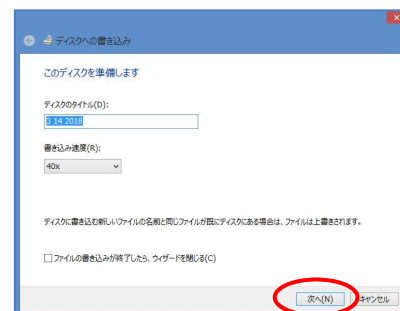 ディスクへの書き込み
このディスクを準備します
ディスクのタイトル(D):
3 14 2016
書き込み速度(R):
40x
ディスクに書き込む新しいファイルの名前と同じファイルが既にディスクにある場合は、ファイルは上書きされます。
ファイルの書き込みが終了したら、ウィザードを閉じる(C)
次へ(N)
キャンセル